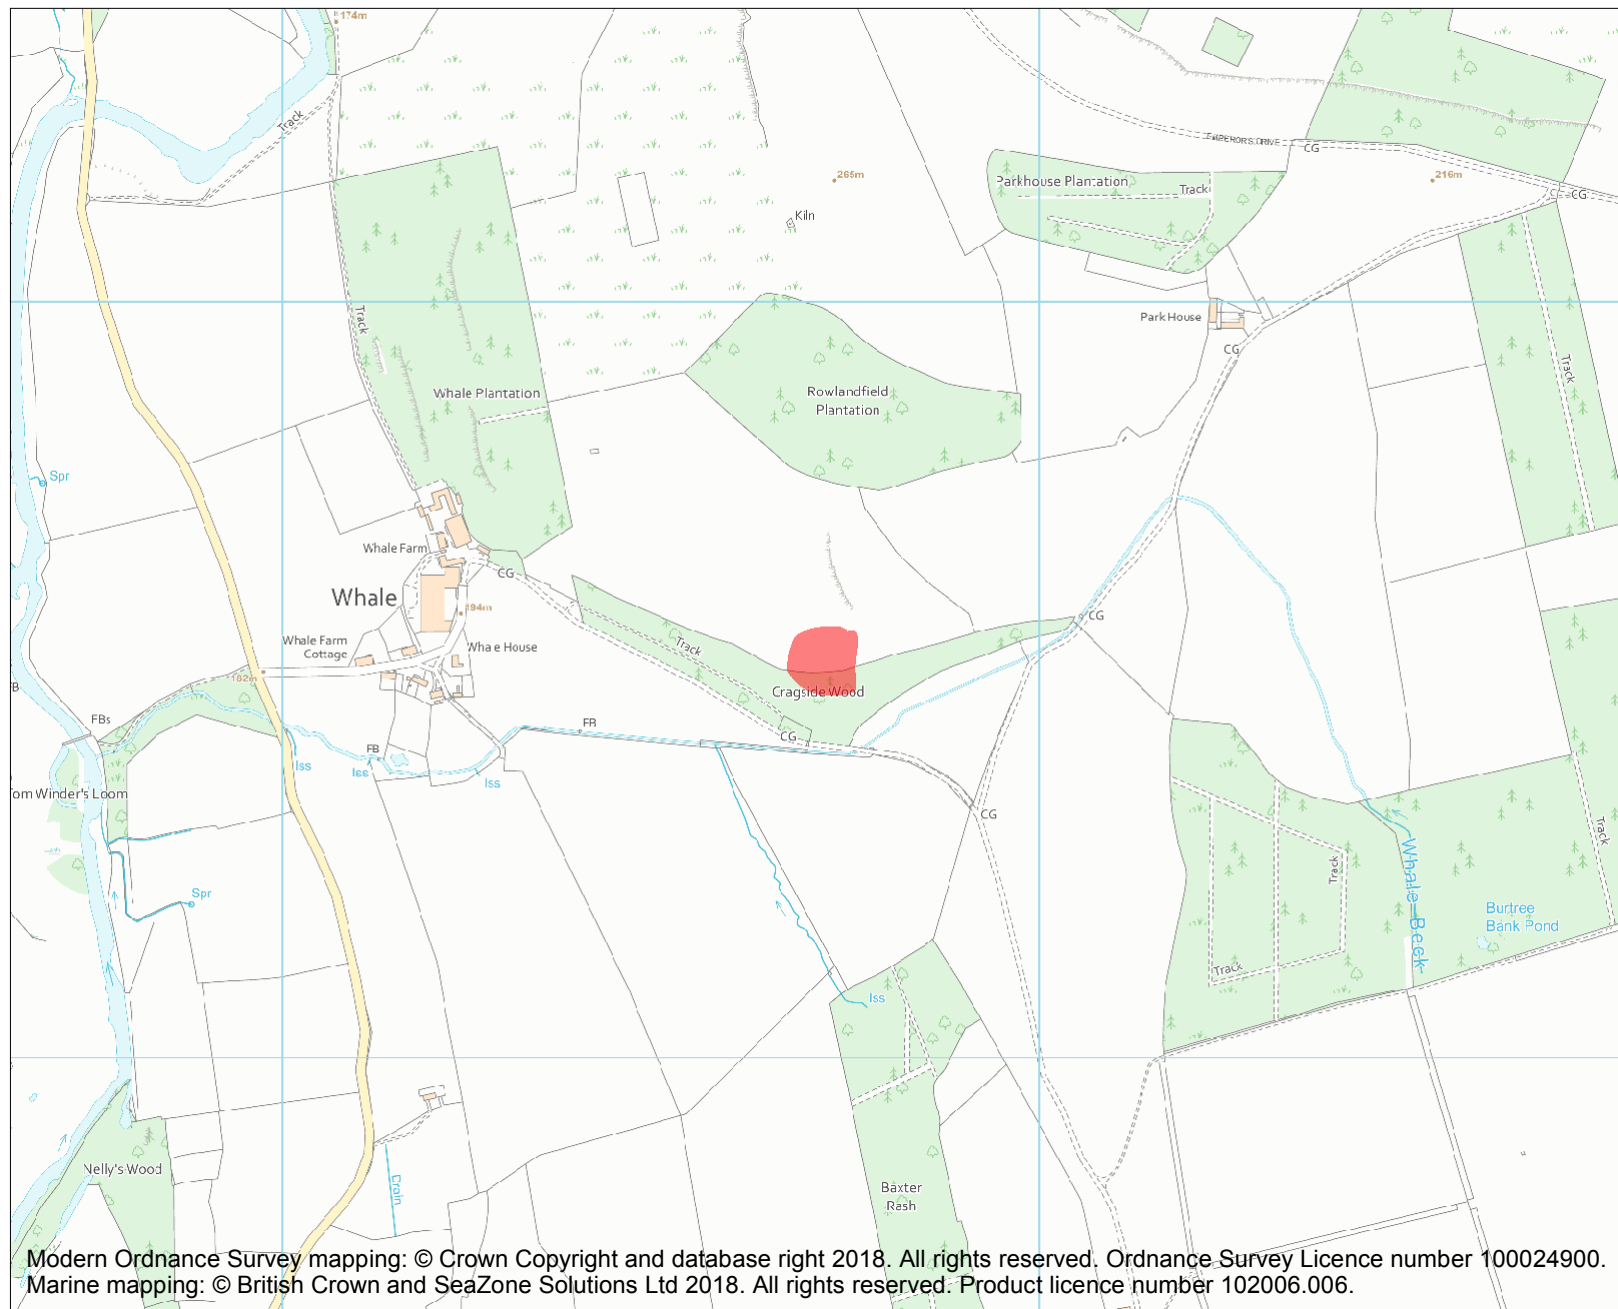 174m
Track
EMPEROR'S DRIVE
CG
265m
Parkhouse Plantation
Track
216m
CG
Kiln
Track
Park House
CG
Track
Whale Plantation
Rowlandfield
Plantation
Spr
Whale Farm
CG
Whale
194m
CG
Whale Farm
Cottage
Whale House
Track
182m
Cragside Wood
FBs
FB
FB
CG
Iss
Iss
Iss
Tom Winder's Loom
CG
Track
Track
Whale Beck
Spr
Burtree
Bank Pond
Track
Iss
Nelly's Wood
Drain
Baxter
Rash
Modern Ordnance Survey mapping: © Crown Copyright and database right 2018. All rights reserved. Ordnance Survey Licence number 100024900.
Marine mapping: © British Crown and SeaZone Solutions Ltd 2018. All rights reserved. Product licence number 102006.006.